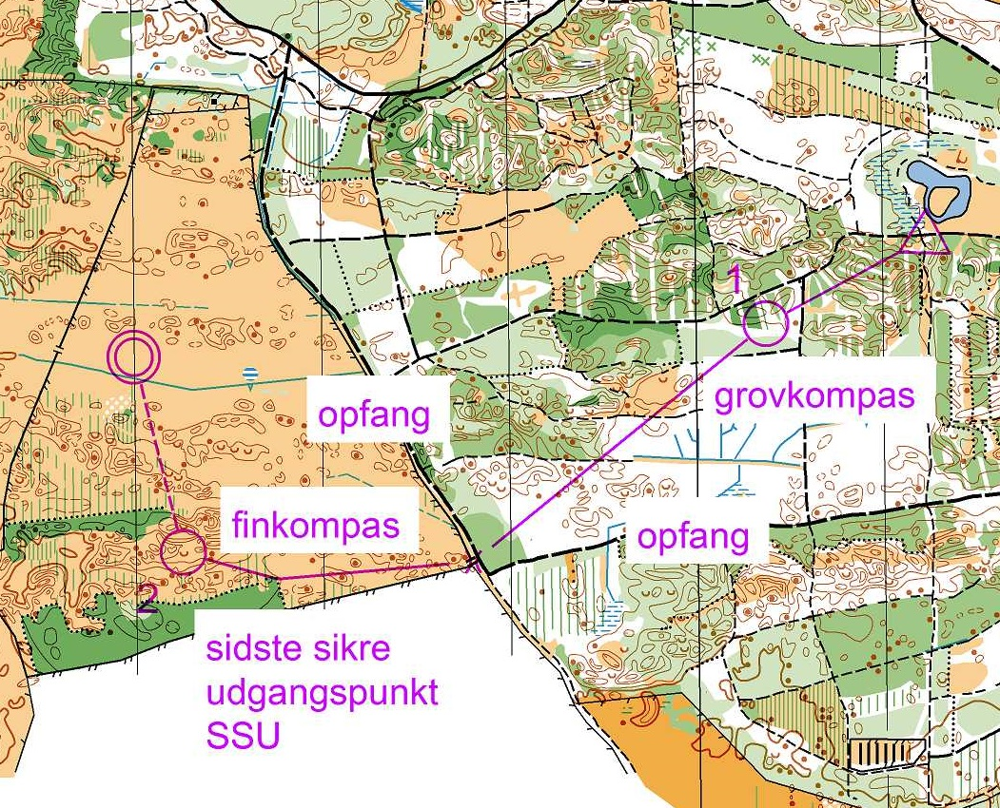 1
grovkompas
opfang
opfang
finkompas
2
sidste sikre
udgangspunkt
SSU